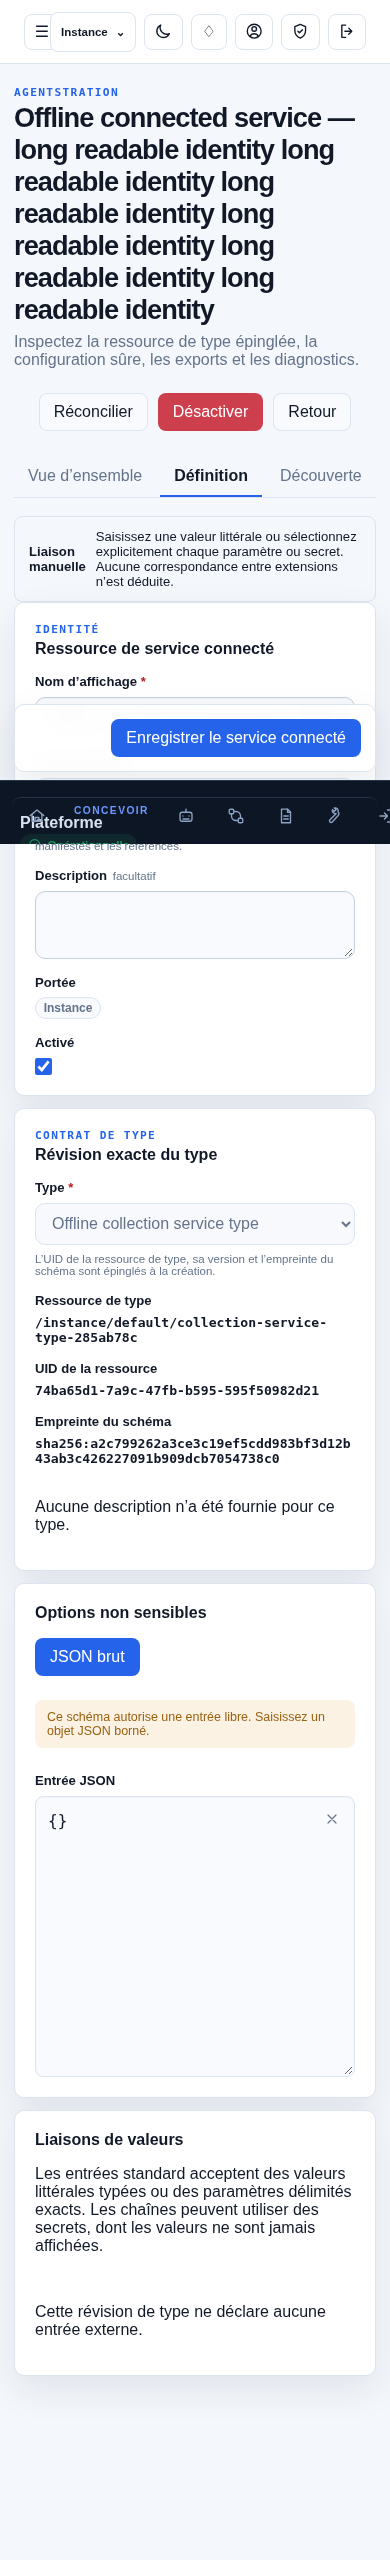 Instance
AGENTSTRATION
Offline connected service —
long readable identity long
readable identity long
readable identity long
readable identity long
readable identity long
readable identity
Inspectez la ressource de type épinglée, la
configuration sûre, les exports et les diagnostics.
Réconcilier Désactiver Retour
Vue d’ensemble Définition Découverte
Liaison manuelle
Saisissez une valeur littérale ou sélectionnez
explicitement chaque paramètre ou secret.
Aucune correspondance entre extensions
n’est déduite.
IDENTITÉ
Ressource de service connecté
Nom d’affichage *
Enregistrer le service connecté
CONCEVOIR
Plateforme
manifestes et les références.
Description facultatif
Portée
Instance
Activé
CONTRAT DE TYPE
Révision exacte du type
Type *
Offline collection service type
L’UID de la ressource de type, sa version et l’empreinte du
schéma sont épinglés à la création.
Ressource de type
/instance/default/collection-service-
type-285ab78c
UID de la ressource
74ba65d1-7a9c-47fb-b595-595f50982d21
Empreinte du schéma
sha256:a2c799262a3ce3c19ef5cdd983bf3d12b
43ab3c426227091b909dcb7054738c0
Aucune description n’a été fournie pour ce
type.
Options non sensibles
JSON brut
Ce schéma autorise une entrée libre. Saisissez un
objet JSON borné.
Entrée JSON
{}
Liaisons de valeurs
Les entrées standard acceptent des valeurs
littérales typées ou des paramètres délimités
exacts. Les chaînes peuvent utiliser des
secrets, dont les valeurs ne sont jamais
affichées.
Cette révision de type ne déclare aucune
entrée externe.